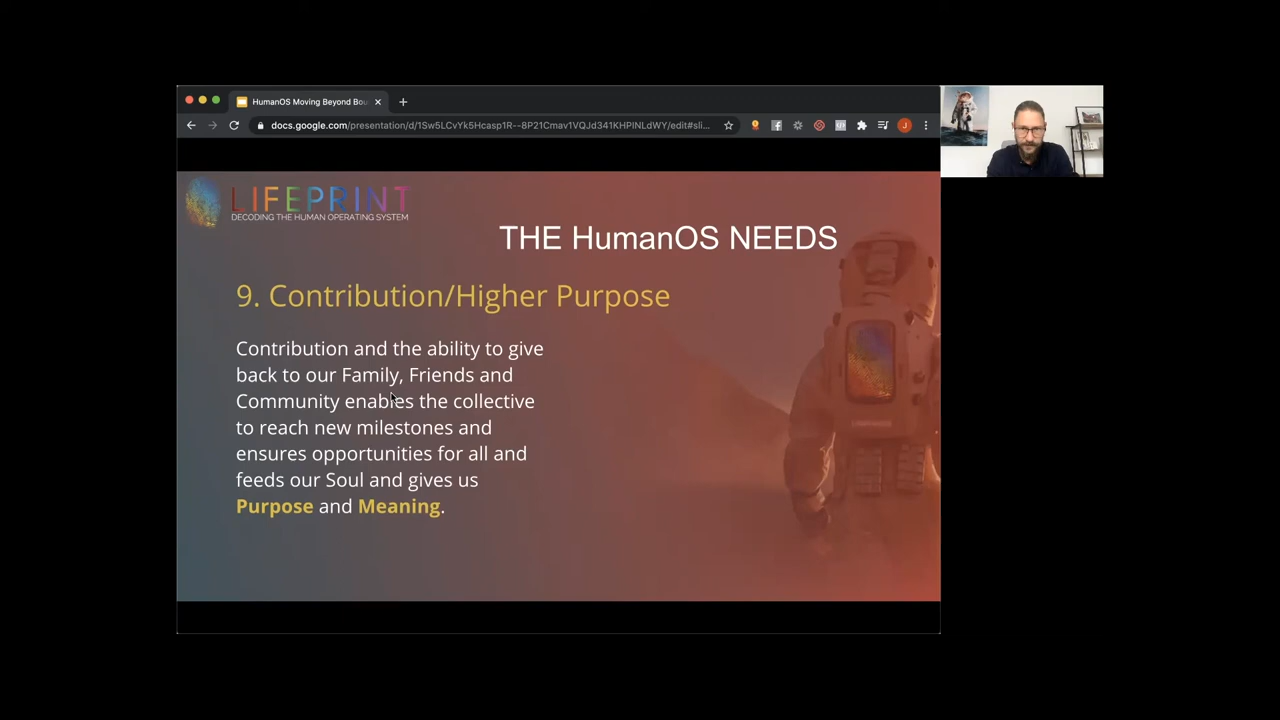 HumanOS Moving Beyond Bou
docs.google.com/presentation/d/1Sw5LCvYk5Hcasp1R--8P21Cmav1VQJd341KHPINLdWY/edit#sli...
J
LIFEPRINT
DECODING THE HUMAN OPERATING SYSTEM
THE HumanOS NEEDS
9. Contribution/Higher Purpose
Contribution and the ability to give
back to our Family, Friends and
Community enables the collective
to reach new milestones and
ensures opportunities for all and
feeds our Soul and gives us
Purpose and Meaning.